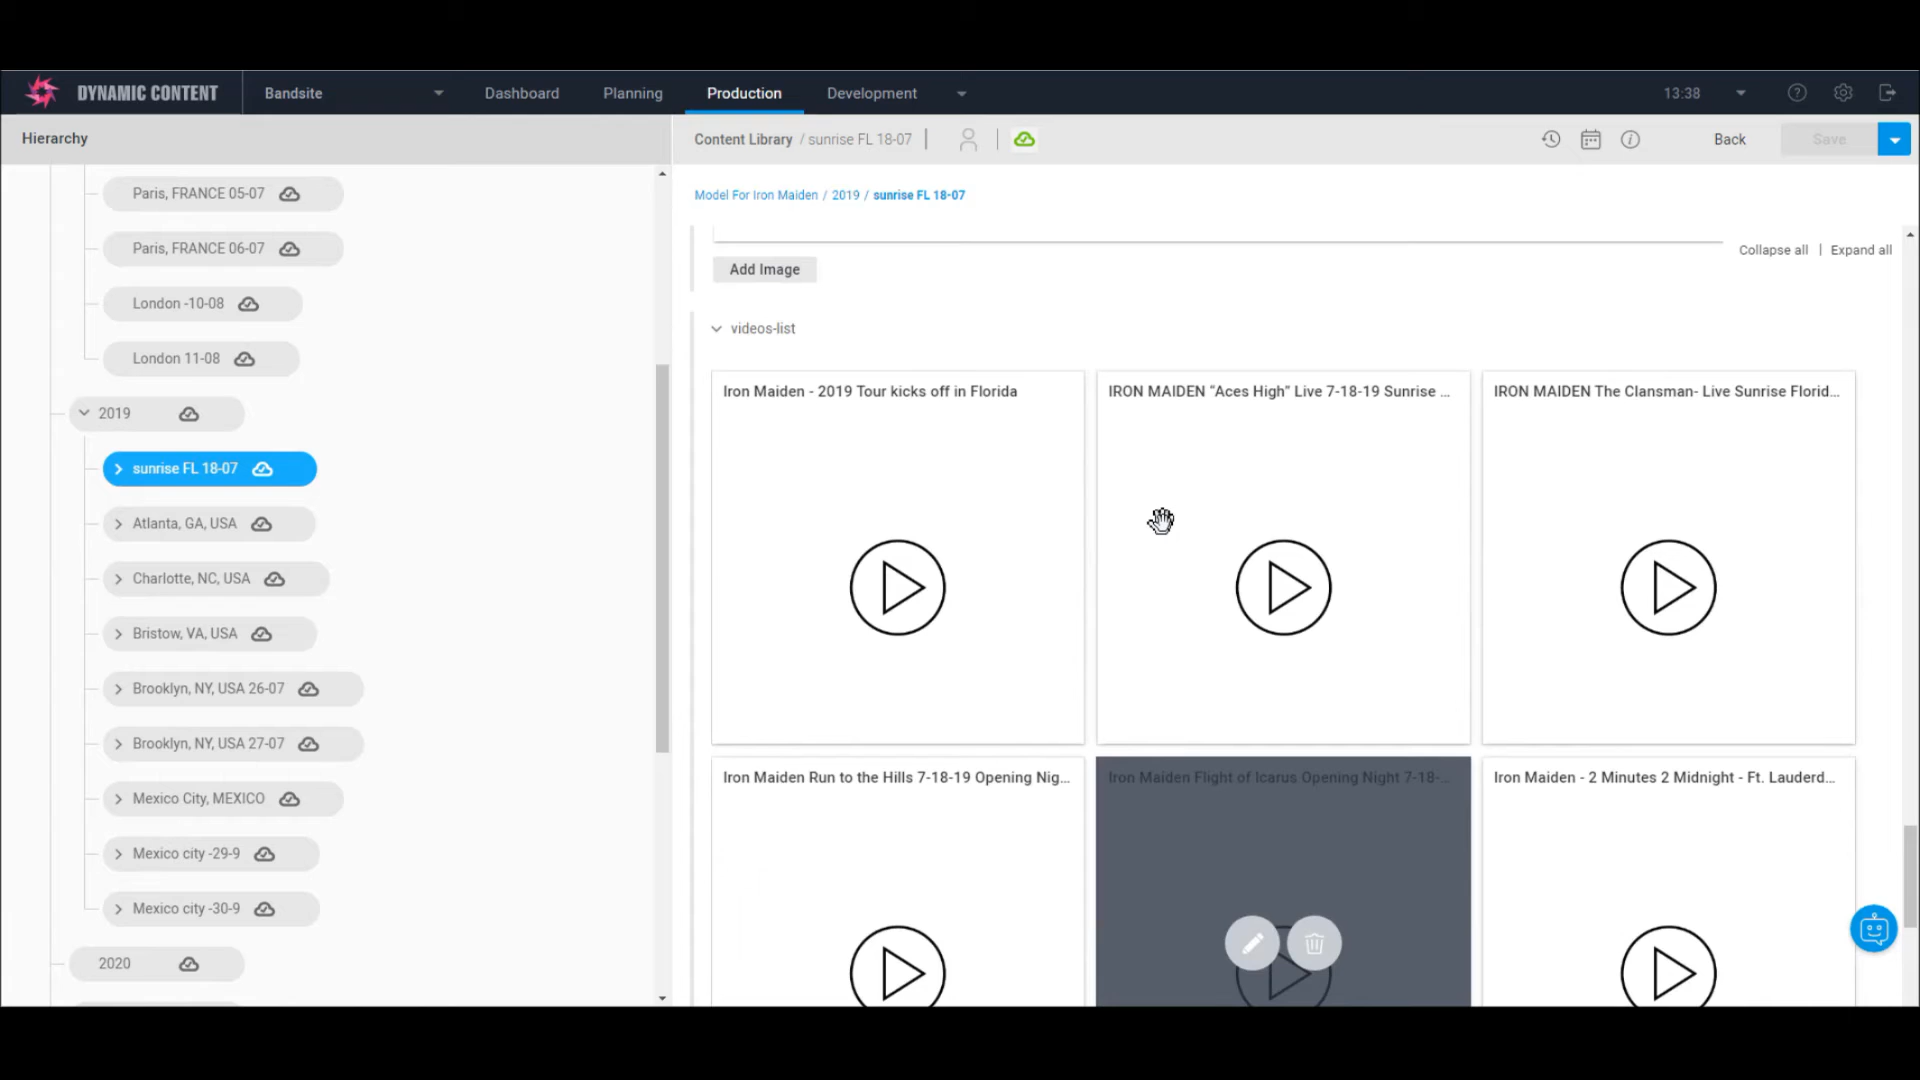 DYNAMIC CONTENT
Bandsite
Dashboard
Planning
Production
Development
13:38
Hierarchy
Content Library / sunrise FL 18-07
Back
Save
Paris, FRANCE 05-07
Paris, FRANCE 06-07
London -10-08
London 11-08
2019
sunrise FL 18-07
Atlanta, GA, USA
Charlotte, NC, USA
Bristow, VA, USA
Brooklyn, NY, USA 26-07
Brooklyn, NY, USA 27-07
Mexico City, MEXICO
Mexico city -29-9
Mexico city -30-9
2020
Model For Iron Maiden / 2019 / sunrise FL 18-07
Collapse all | Expand all
Add Image
videos-list
Iron Maiden - 2019 Tour kicks off in Florida
IRON MAIDEN “Aces High” Live 7-18-19 Sunrise ...
IRON MAIDEN The Clansman- Live Sunrise Florid...
Iron Maiden Run to the Hills 7-18-19 Opening Nig...
Iron Maiden Flight of Icarus Opening Night 7-18-...
Iron Maiden - 2 Minutes 2 Midnight - Ft. Lauderd...